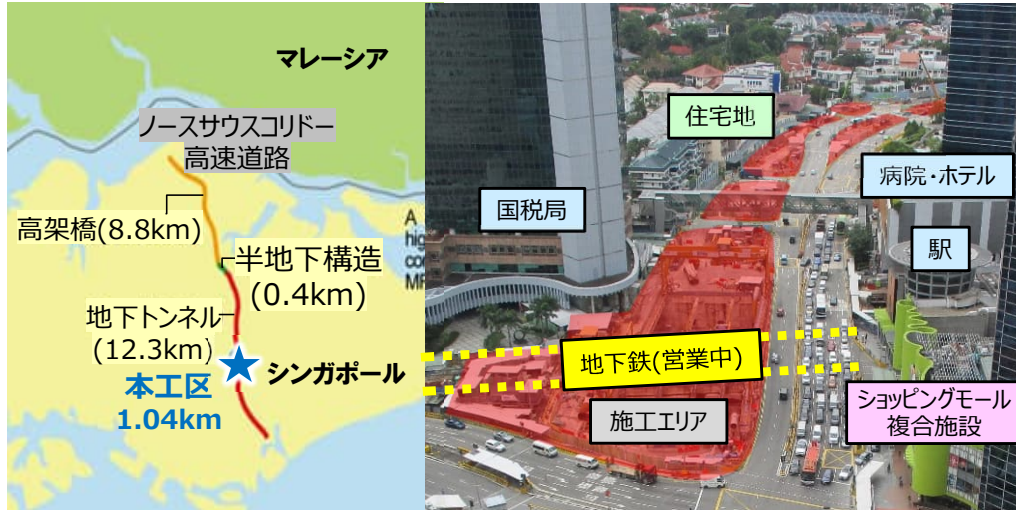 マレーシア
ノースサウスコリドー
高速道路
高架橋(8.8km)
半地下構造
(0.4km)
地下トンネル
(12.3km)
本工区
1.04km
シンガポール
A
hig
住宅地
国税局
病院・ホテル
駅
地下鉄(営業中)
施工エリア
ショッピングモール
複合施設